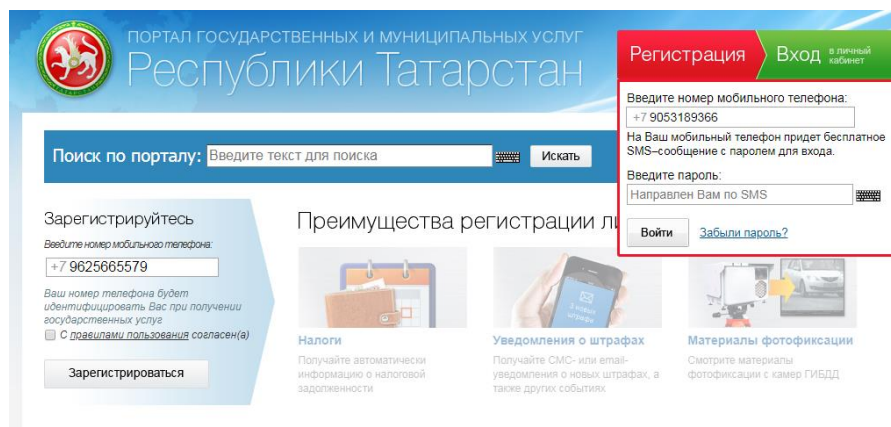 ПОРТАЛ ГОСУДАРСТВЕННЫХ И МУНИЦИПАЛЬНЫХ УСЛУГ
Республики Татарстан
Регистрация
Вход в личный кабинет
Введите номер мобильного телефона:
+7 9053189366
На Ваш мобильный телефон придет бесплатное
SMS–сообщение с паролем для входа.
Введите пароль:
Направлен Вам по SMS
Войти Забыли пароль?
Поиск по порталу: Введите текст для поиска Искать
Зарегистрируйтесь
Введите номер мобильного телефона:
+7 9625665579
Ваш номер телефона будет
идентифицировать Вас при получении
государственных услуг
С правилами пользования согласен(а)
Зарегистрироваться
Преимущества регистрации ли
3 новых
штрафа
Налоги
Получайте автоматически
информацию о налоговой
задолженности
Уведомления о штрафах
Получайте СМС- или email-
уведомления о новых штрафах, а
также других событиях
Материалы фотофиксации
Смотрите материалы
фотофиксации с камер ГИБДД